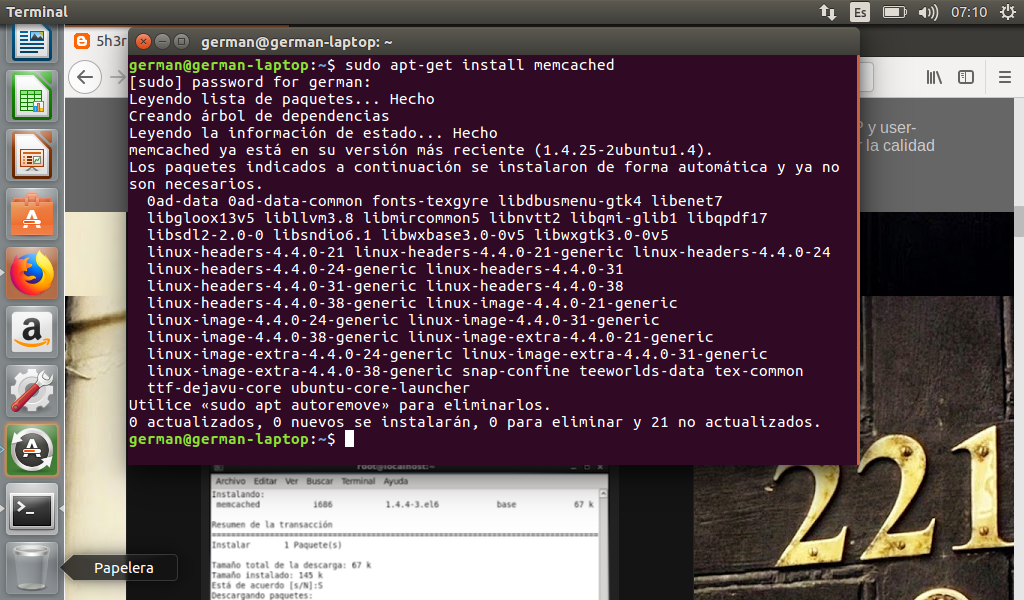 Terminal
Es
07:10
5h3r
german@german-laptop: ~
german@german-laptop:~$ sudo apt-get install memcached
[sudo] password for german:
Leyendo lista de paquetes... Hecho
Creando árbol de dependencias
Leyendo la información de estado... Hecho
memcached ya está en su versión más reciente (1.4.25-2ubuntu1.4).
Los paquetes indicados a continuación se instalaron de forma automática y ya no
son necesarios.
0ad-data 0ad-data-common fonts-texgyre libdbusmenu-gtk4 libenet7
libgloox13v5 libllvm3.8 libmircommon5 libnvtt2 libqmi-glib1 libqpdf17
libsdl2-2.0-0 libsndio6.1 libwxbase3.0-0v5 libwxgtk3.0-0v5
linux-headers-4.4.0-21 linux-headers-4.4.0-21-generic linux-headers-4.4.0-24
linux-headers-4.4.0-24-generic linux-headers-4.4.0-31
linux-headers-4.4.0-31-generic linux-headers-4.4.0-38
linux-headers-4.4.0-38-generic linux-image-4.4.0-21-generic
linux-image-4.4.0-24-generic linux-image-4.4.0-31-generic
linux-image-4.4.0-38-generic linux-image-extra-4.4.0-21-generic
linux-image-extra-4.4.0-24-generic linux-image-extra-4.4.0-31-generic
linux-image-extra-4.4.0-38-generic snap-confine teeworlds-data tex-common
ttf-dejavu-core ubuntu-core-launcher
Utilice «sudo apt autoremove» para eliminarlos.
0 actualizados, 0 nuevos se instalarán, 0 para eliminar y 21 no actualizados.
german@german-laptop:~$
y user-
la calidad
root@localhost:~
Archivo Editar Ver Buscar Terminal Ayuda
Instalando:
memcached i686 1.4.4-3.el6 base 67 k
Resumen de la transacción
Instalar 1 Paquete(s)
Tamaño total de la descarga: 67 k
Tamaño instalado: 145 k
Está de acuerdo [s/N]:S
Descargando paquetes:
221
Papelera